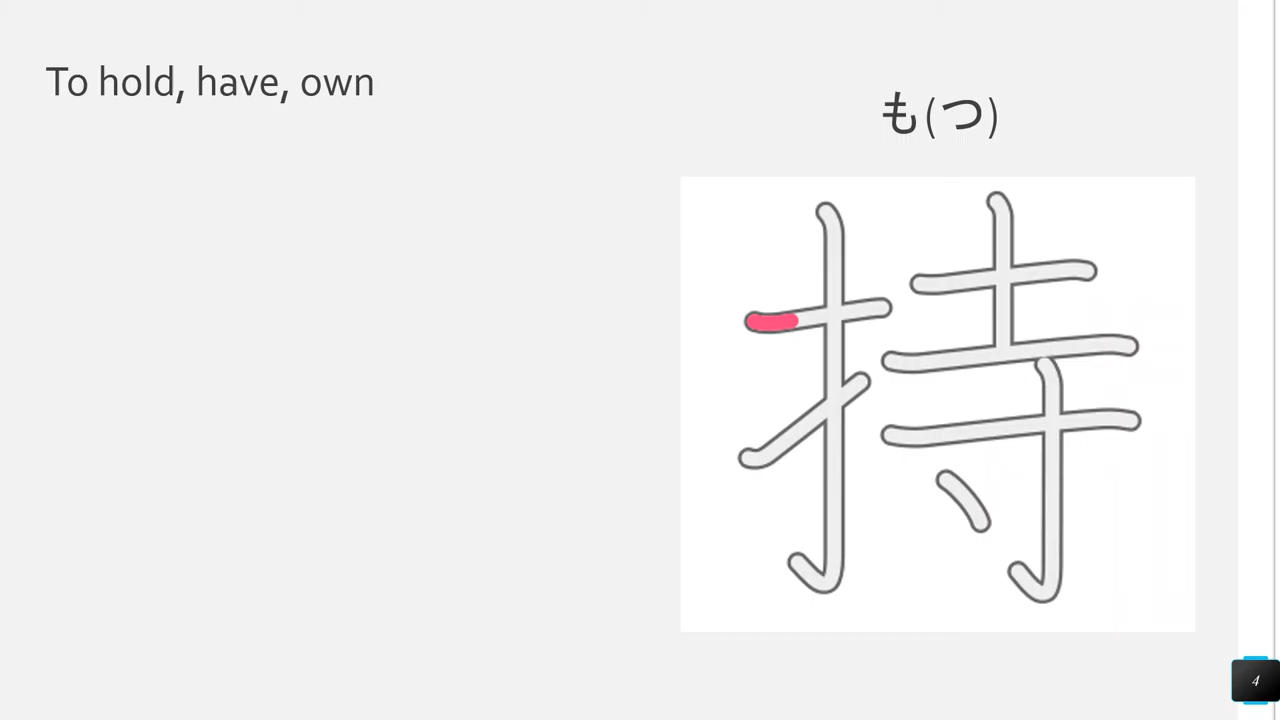 To hold, have, own
も(つ)
持
4